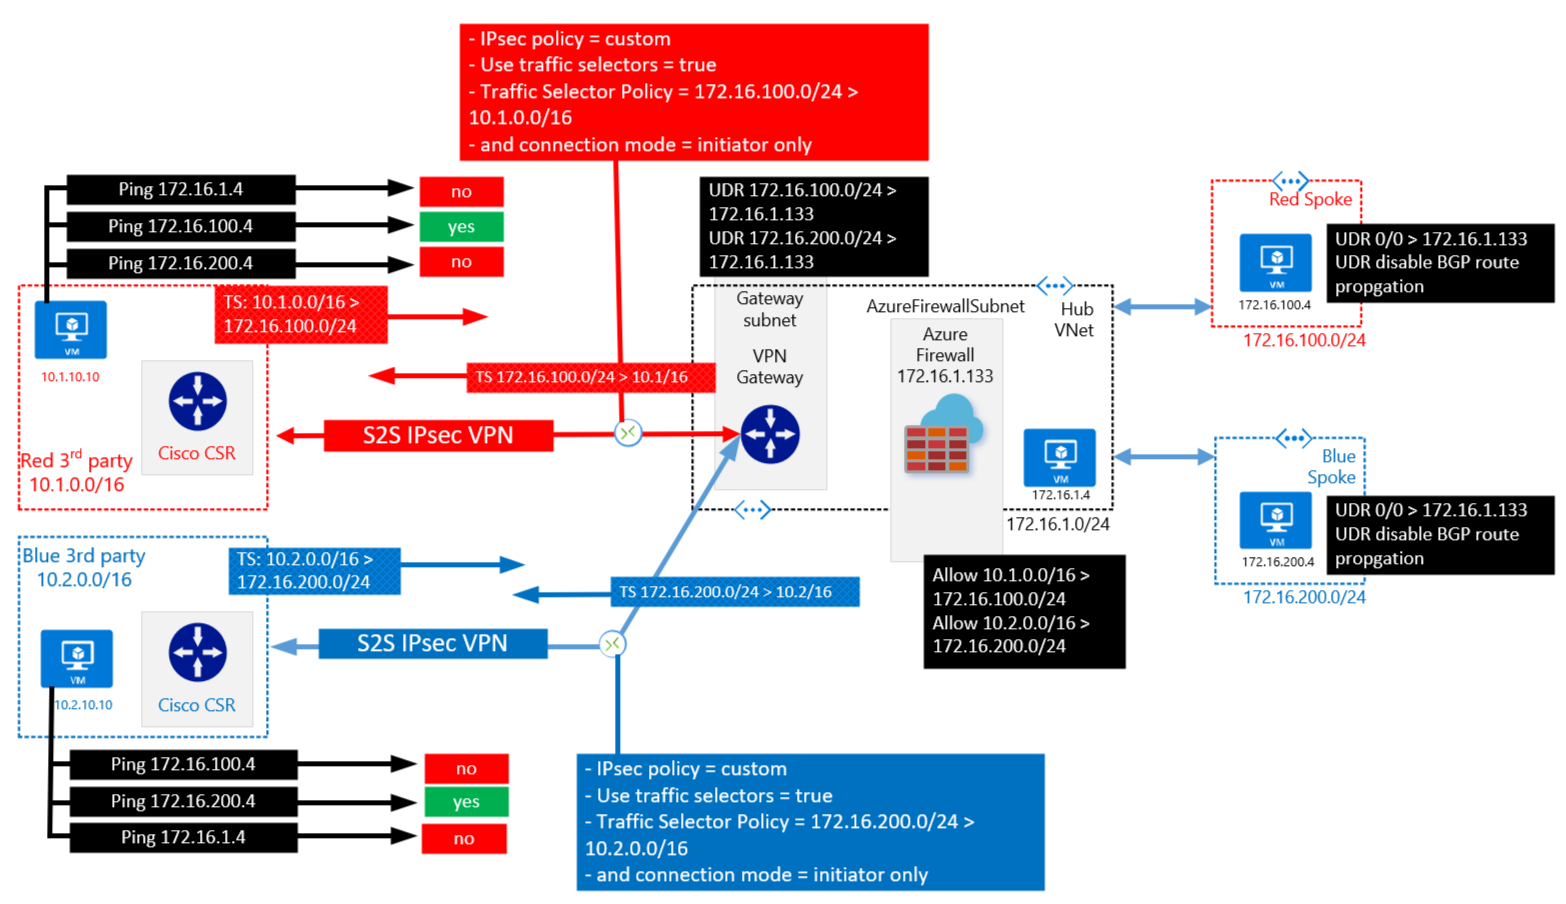 - IPsec policy = custom
- Use traffic selectors = true
- Traffic Selector Policy = 172.16.100.0/24 >
10.1.0.0/16
- and connection mode = initiator only
Ping 172.16.1.4
no
Ping 172.16.100.4
yes
Ping 172.16.200.4
no
UDR 172.16.100.0/24 >
172.16.1.133
UDR 172.16.200.0/24 >
172.16.1.133
Red Spoke
VM
172.16.100.4
UDR 0/0 > 172.16.1.133
UDR disable BGP route
propgation
172.16.100.0/24
TS: 10.1.0.0/16 >
172.16.100.0/24
VM
10.1.10.10
Cisco CSR
Red 3rd party
10.1.0.0/16
TS 172.16.100.0/24 > 10.1/16
S2S IPsec VPN
Gateway
subnet
VPN
Gateway
AzureFirewallSubnet
Azure
Firewall
172.16.1.133
Hub
VNet
VM
172.16.1.4
172.16.1.0/24
Blue
Spoke
VM
172.16.200.4
UDR 0/0 > 172.16.1.133
UDR disable BGP route
propgation
172.16.200.0/24
Blue 3rd party
10.2.0.0/16
TS: 10.2.0.0/16 >
172.16.200.0/24
TS 172.16.200.0/24 > 10.2/16
Allow 10.1.0.0/16 >
172.16.100.0/24
Allow 10.2.0.0/16 >
172.16.200.0/24
S2S IPsec VPN
VM
10.2.10.10
Cisco CSR
Ping 172.16.100.4
no
Ping 172.16.200.4
yes
Ping 172.16.1.4
no
- IPsec policy = custom
- Use traffic selectors = true
- Traffic Selector Policy = 172.16.200.0/24 >
10.2.0.0/16
- and connection mode = initiator only